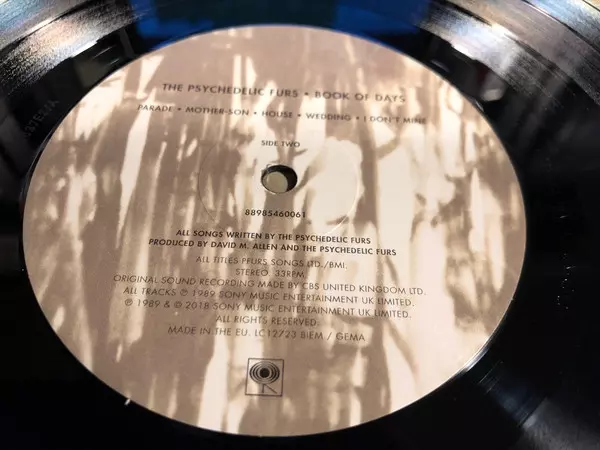 THE PSYCHEDELIC FURS • BOOK OF DAYS
PARADE • MOTHER-SON • HOUSE • WEDDING • I DON'T MINE
SIDE TWO
88985460061
ALL SONGS WRITTEN BY THE PSYCHEDELIC FURS
PRODUCED BY DAVID M. ALLEN AND THE PSYCHEDELIC FURS
ALL TITLES PFURS SONGS LTD./BMI.
STEREO. 33RPM.
ORIGINAL SOUND RECORDING MADE BY CBS UNITED KINGDOM LTD.
ALL TRACKS ℗ 1989 SONY MUSIC ENTERTAINMENT UK LIMITED.
℗ 1989 & © 2018 SONY MUSIC ENTERTAINMENT UK LIMITED.
ALL RIGHTS RESERVED.
MADE IN THE EU. LC12723 BIEM / GEMA